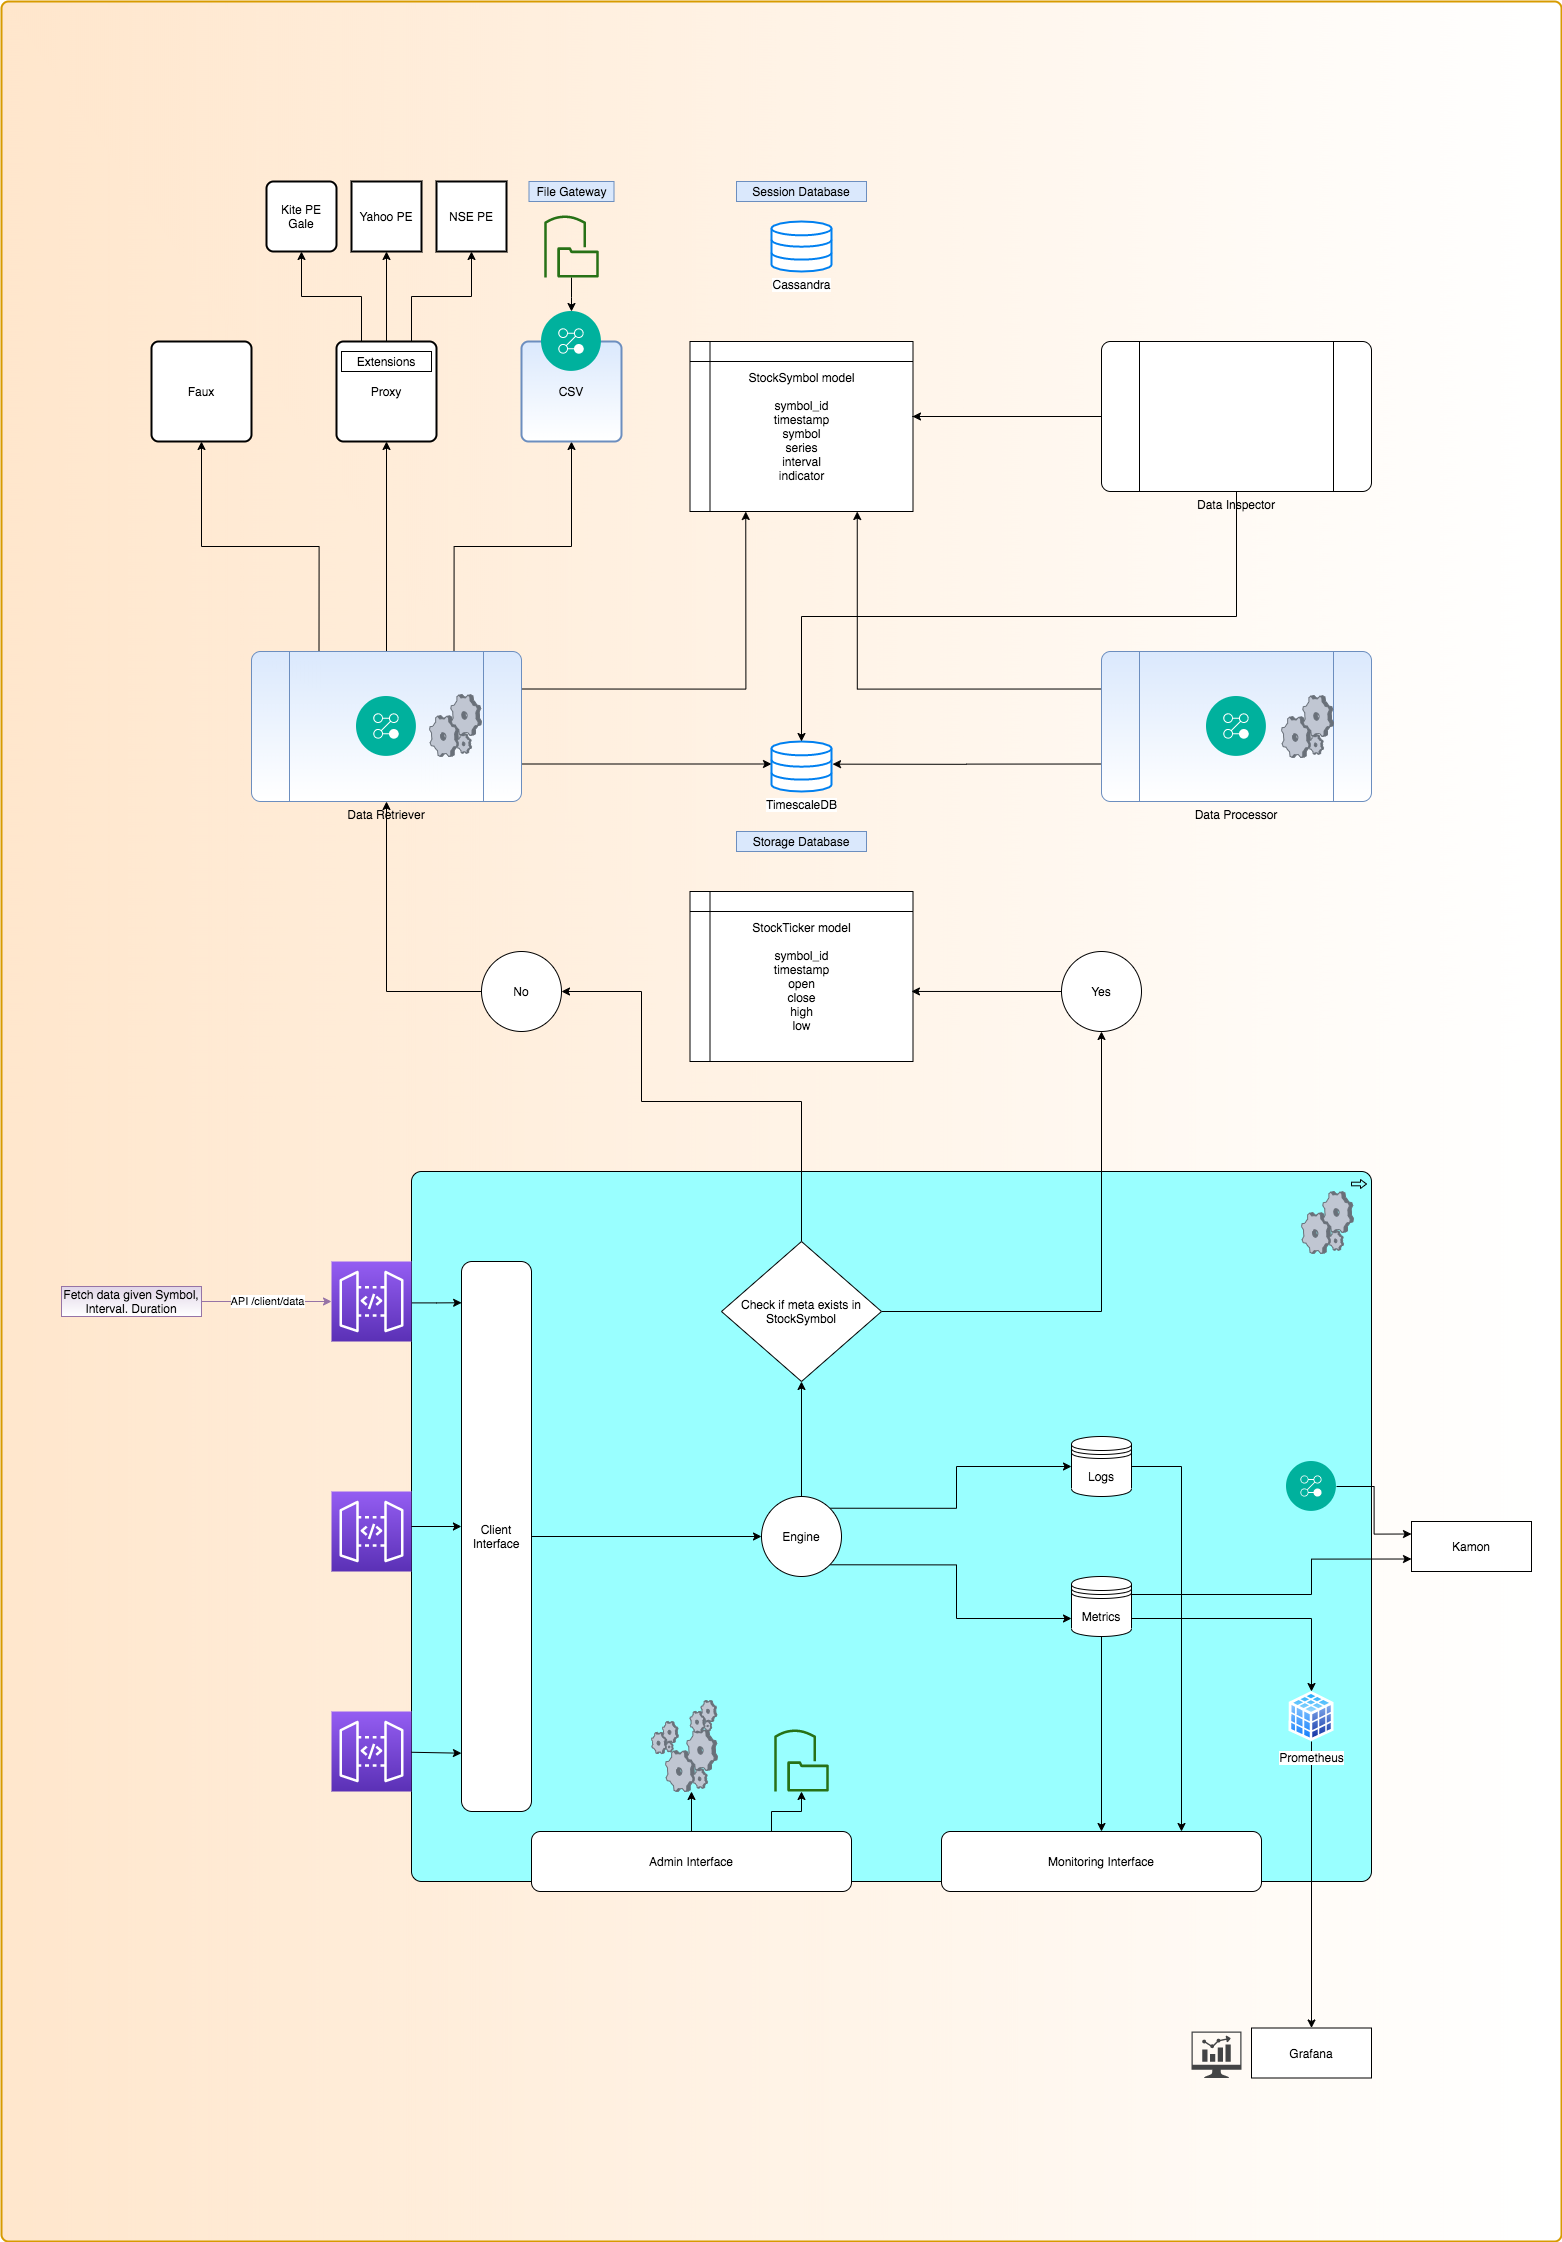 File Gateway
Session Database
Kite PE
Gale
Yahoo PE
NSE PE
Cassandra
Extensions
Faux
Proxy
CSV
StockSymbol model
symbol_id
timestamp
symbol
series
interval
indicator
Data Inspector
TimescaleDB
Data Retriever
Data Processor
Storage Database
StockTicker model
symbol_id
timestamp
open
close
high
low
No
Yes
Fetch data given Symbol,
Interval. Duration
API /client/data
Check if meta exists in
StockSymbol
Logs
Client
Interface
Engine
Kamon
Metrics
Prometheus
Admin Interface
Monitoring Interface
Grafana